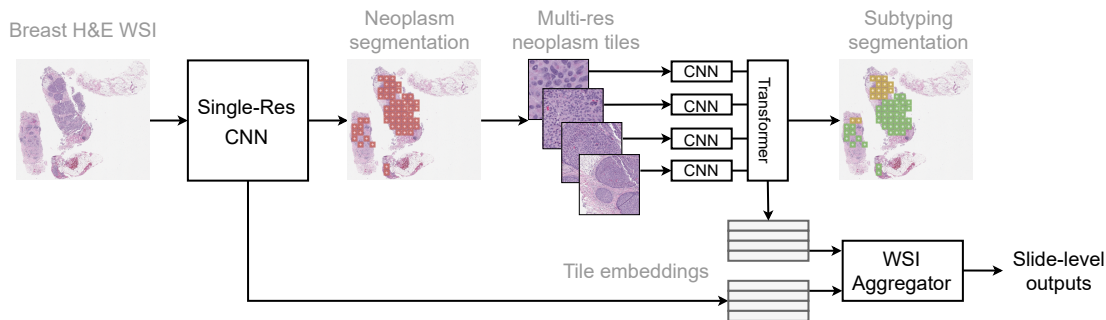 Breast H&E WSI
Neoplasm
segmentation
Multi-res
neoplasm tiles
Subtyping
segmentation
Single-Res
CNN
CNN
CNN
CNN
CNN
Transformer
Tile embeddings
WSI
Aggregator
Slide-level
outputs